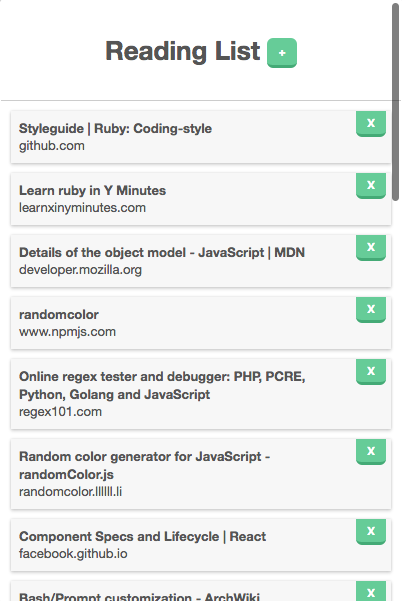 Reading List +
Styleguide | Ruby: Coding-style X
github.com
Learn ruby in Y Minutes X
learnxinyminutes.com
Details of the object model - JavaScript | MDN X
developer.mozilla.org
randomcolor X
www.npmjs.com
Online regex tester and debugger: PHP, PCRE, X
Python, Golang and JavaScript
regex101.com
Random color generator for JavaScript - X
randomColor.js
randomcolor.llllll.li
Component Specs and Lifecycle | React X
facebook.github.io
Bash/Prompt customization - ArchWiki X